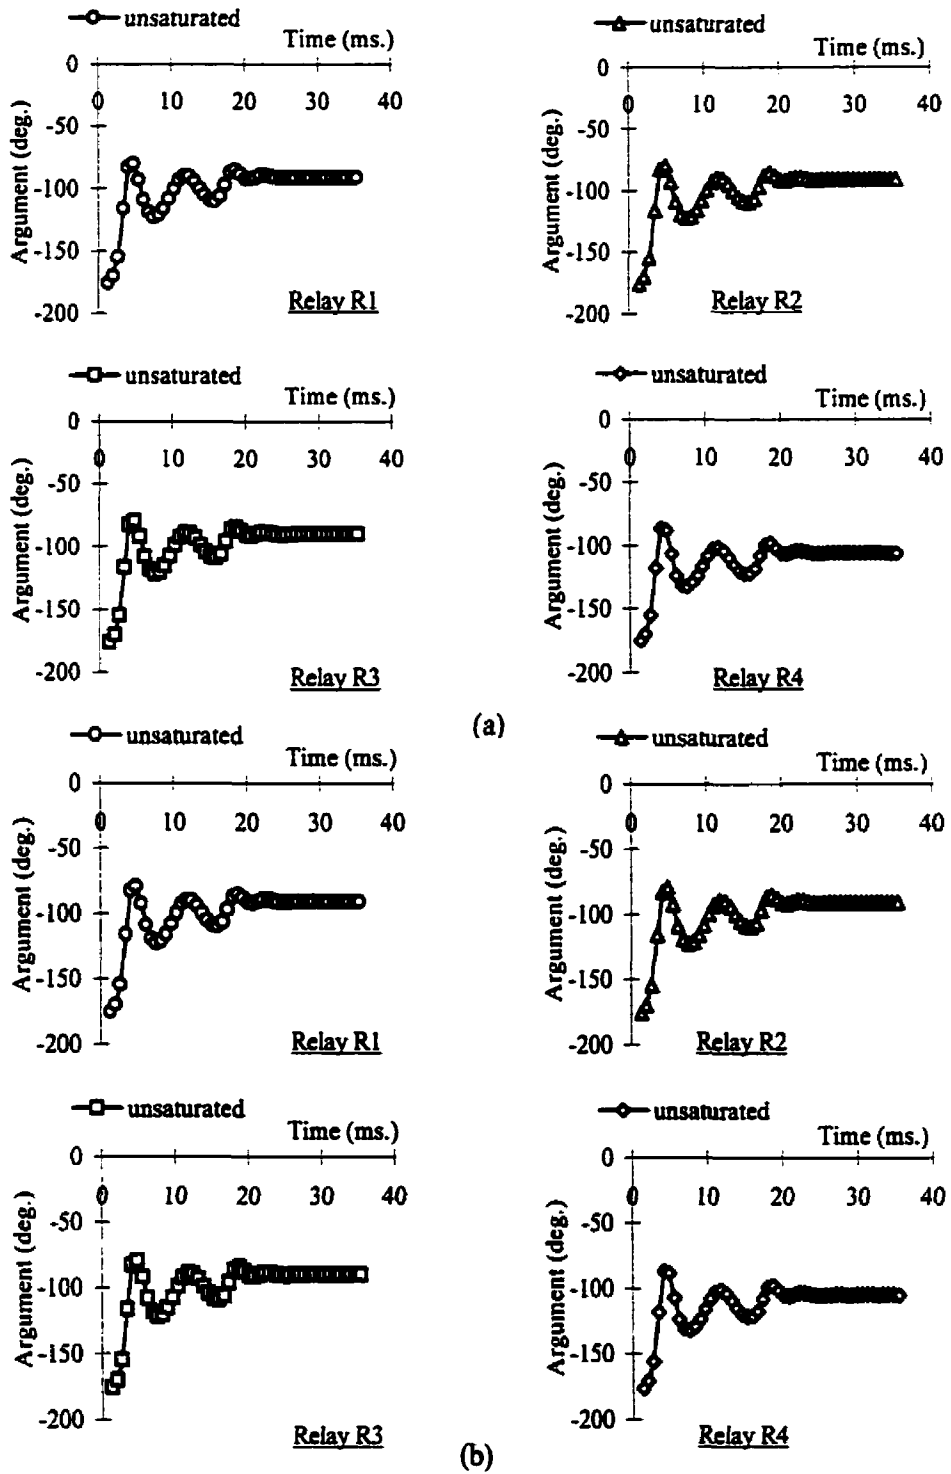 unsaturated
Time (ms.)
0
0 10 20 30 40
-50
-100
-150
-200
Argument (deg.)
Relay R1
unsaturated
Time (ms.)
0
0 10 20 30 40
-50
-100
-150
-200
Argument (deg.)
Relay R2
unsaturated
Time (ms.)
0
0 10 20 30 40
-50
-100
-150
-200
Argument (deg.)
Relay R3
unsaturated
Time (ms.)
0
0 10 20 30 40
-50
-100
-150
-200
Argument (deg.)
Relay R4
(a)
unsaturated
Time (ms.)
0
0 10 20 30 40
-50
-100
-150
-200
Argument (deg.)
Relay R1
unsaturated
Time (ms.)
0
0 10 20 30 40
-50
-100
-150
-200
Argument (deg.)
Relay R2
unsaturated
Time (ms.)
0
0 10 20 30 40
-50
-100
-150
-200
Argument (deg.)
Relay R3
unsaturated
Time (ms.)
0
0 10 20 30 40
-50
-100
-150
-200
Argument (deg.)
Relay R4
(b)